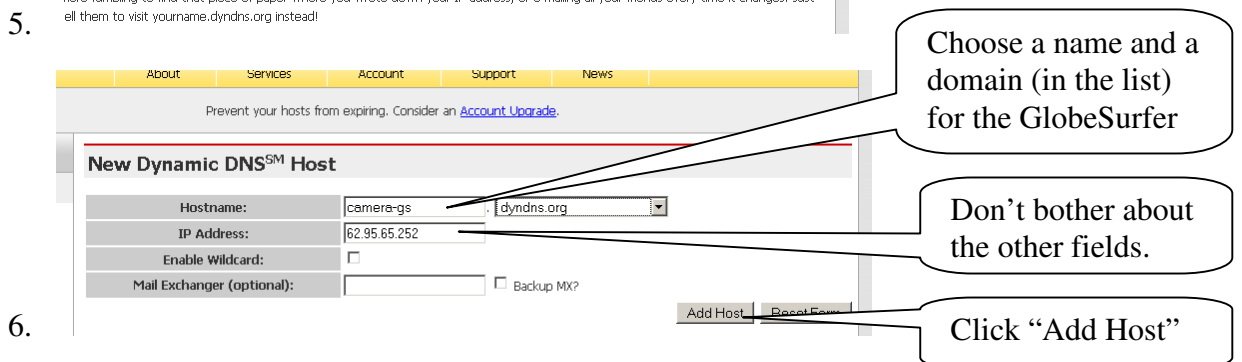 ell them to visit yourname.dyndns.org instead!
5.
About Services Account Support News
Prevent your hosts from expiring. Consider an Account Upgrade.
Choose a name and a
domain (in the list)
for the GlobeSurfer
New Dynamic DNS℠ Host
Hostname: camera-gs . dyndns.org
IP Address: 62.95.65.252
Enable Wildcard:
Mail Exchanger (optional): Backup MX?
Don’t bother about
the other fields.
Add Host Reset Form
Click “Add Host”
6.